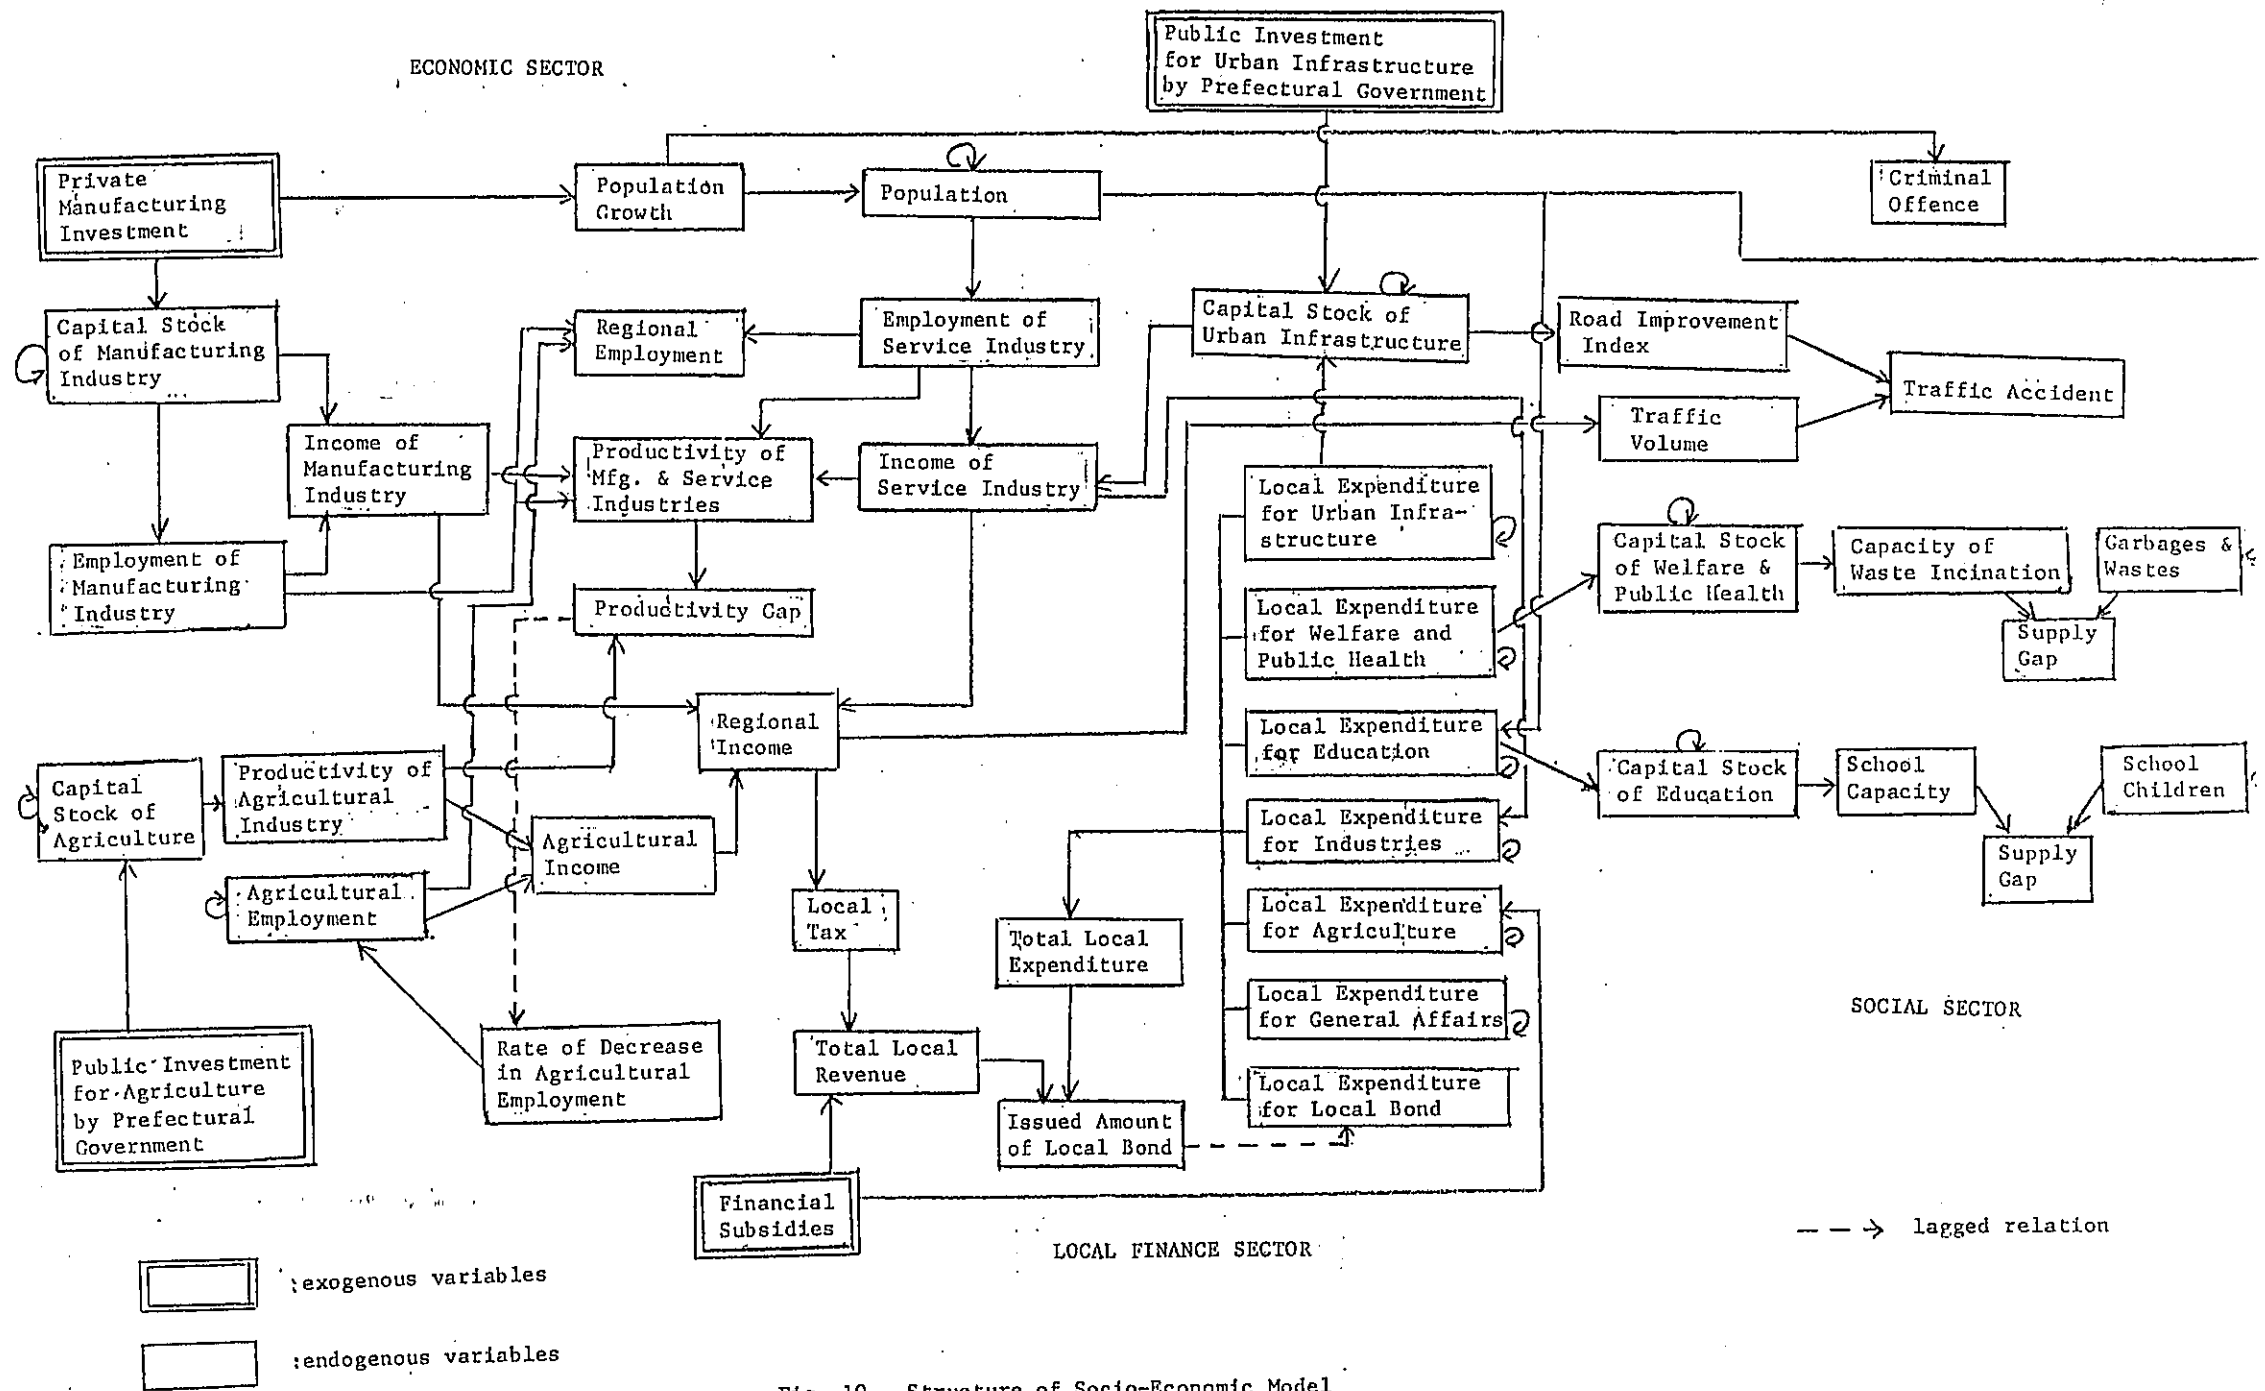 ECONOMIC SECTOR
Public Investment
for Urban Infrastructure
by Prefectural Government
Private
Manufacturing
Investment
Population
Growth
Population
Criminal
Offence
Capital Stock
of Manufacturing
Industry
Regional
Employment
Employment of
Service Industry
Capital Stock of
Urban Infrastructure
Road Improvement
Index
Traffic Accident
Traffic
Volume
Income of
Manufacturing
Industry
Productivity of
Mfg. & Service
Industries
Income of
Service Industry
Local Expenditure
for Urban Infra-
structure
Employment of
Manufacturing
Industry
Productivity Gap
Local Expenditure
for Welfare and
Public Health
Capital Stock
of Welfare &
Public Health
Capacity of
Waste Incination
Garbages &
Wastes
Supply
Gap
Regional
Income
Local Expenditure
for Education
Capital Stock
of Education
School
Capacity
School
Children
Supply
Gap
Capital
Stock of
Agriculture
Productivity of
Agricultural
Industry
Agricultural
Income
Local Expenditure
for Industries
Agricultural
Employment
Local
Tax
Total Local
Expenditure
Local Expenditure
for Agriculture
Local Expenditure
for General Affairs
SOCIAL SECTOR
Public Investment
for Agriculture
by Prefectural
Government
Rate of Decrease
in Agricultural
Employment
Total Local
Revenue
Issued Amount
of Local Bond
Local Expenditure
for Local Bond
Financial
Subsidies
LOCAL FINANCE SECTOR
lagged relation
:exogenous variables
:endogenous variables
Structure of Socio-Economic Model